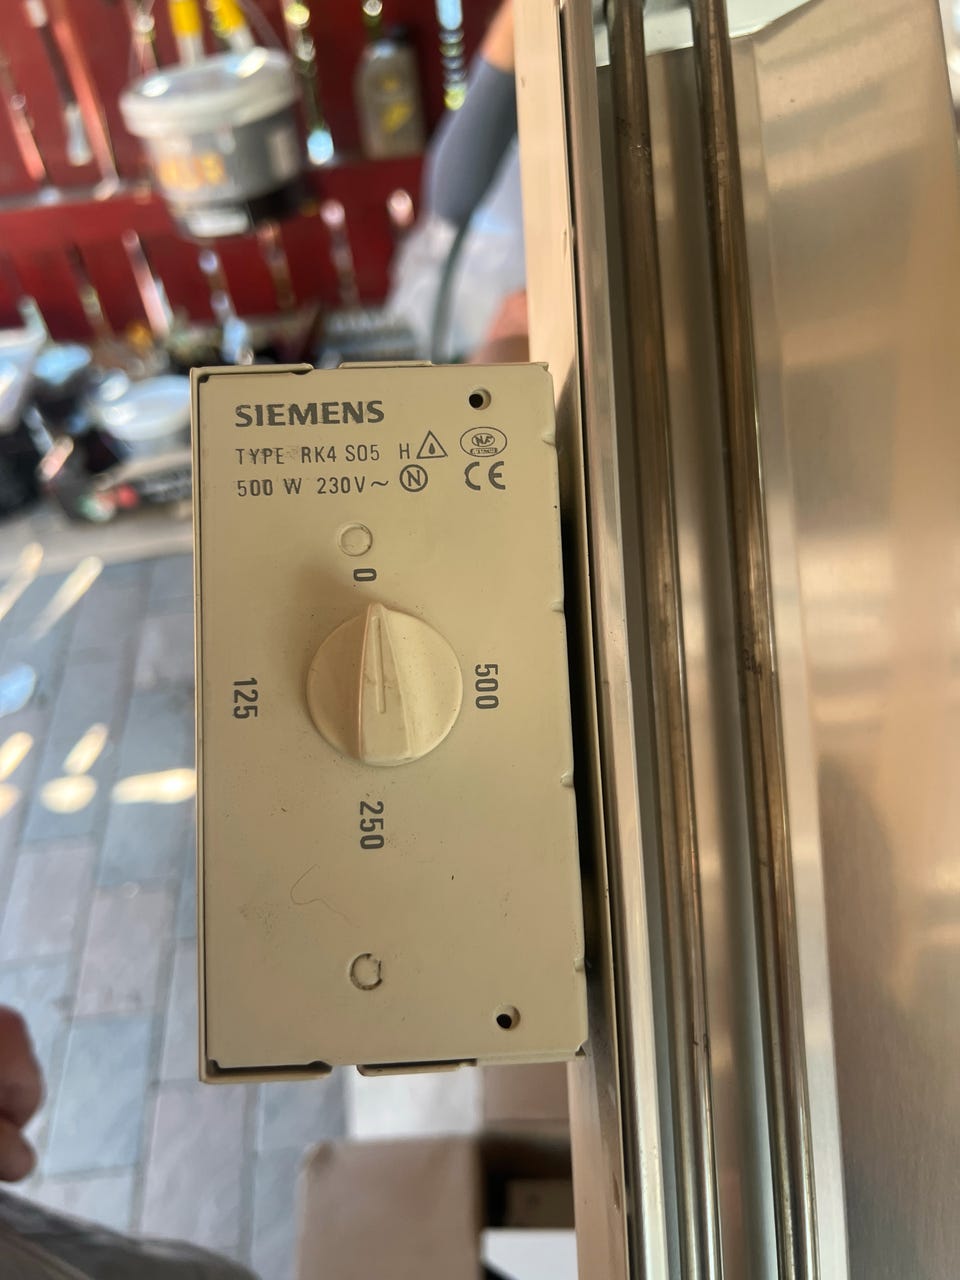 SIEMENS
TYPE RK4 S05 H
500 W 230V~ N
CE
0
125
500
250